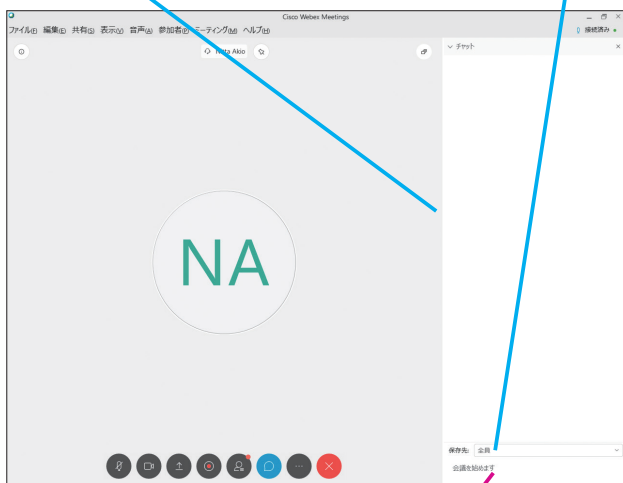 Cisco Webex Meetings
ファイル(F) 編集(E) 共有(S) 表示(V) 音声(A) 参加者(P) ミーティング(M) ヘルプ(H)
接続済み
Akio
チャット
NA
保存先: 全員
会議を始めます